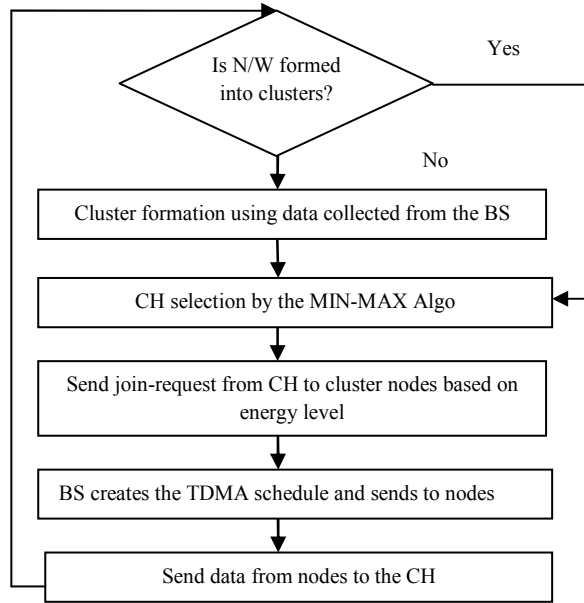 Is N/W formed
into clusters?
Yes
No
Cluster formation using data collected from the BS
CH selection by the MIN-MAX Algo
Send join-request from CH to cluster nodes based on
energy level
BS creates the TDMA schedule and sends to nodes
Send data from nodes to the CH